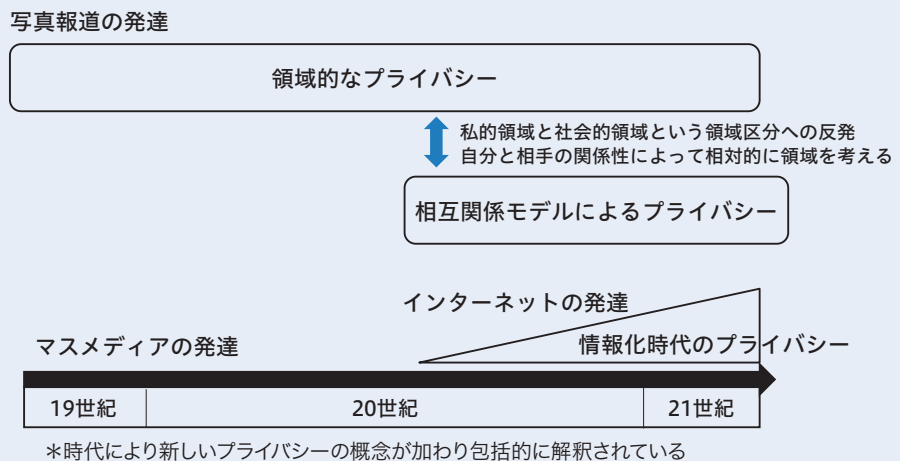 写真報道の発達
領域的なプライバシー
私的領域と社会的領域という領域区分への反発
自分と相手の関係性によって相対的に領域を考える
相互関係モデルによるプライバシー
インターネットの発達
情報化時代のプライバシー
マスメディアの発達
19世紀
20世紀
21世紀
＊時代により新しいプライバシーの概念が加わり包括的に解釈されている